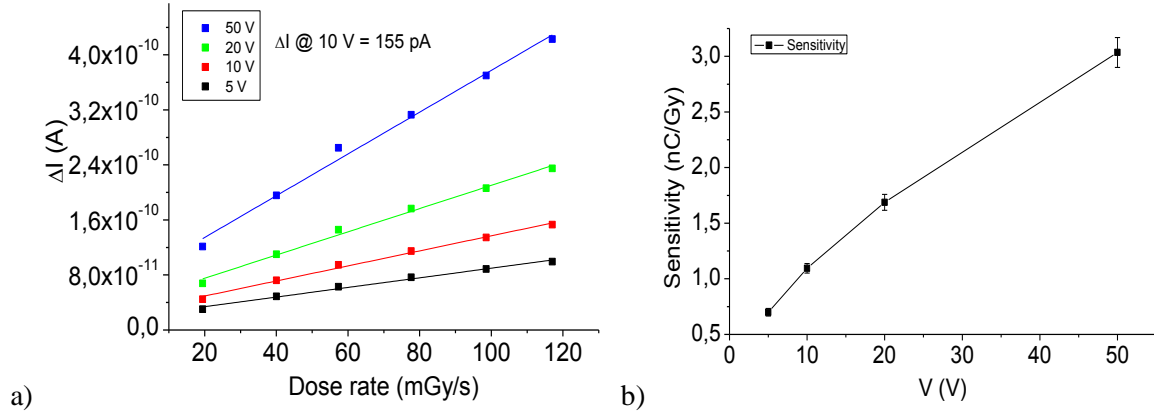 50 V
20 V
10 V
5 V
ΔI @ 10 V = 155 pA
4,0x10⁻¹⁰
3,2x10⁻¹⁰
2,4x10⁻¹⁰
1,6x10⁻¹⁰
8,0x10⁻¹¹
0,0
ΔI (A)
20 40 60 80 100 120
Dose rate (mGy/s)
a)
Sensitivity
3,0
2,5
2,0
1,5
1,0
0,5
Sensitivity (nC/Gy)
0 10 20 30 40 50
V (V)
b)